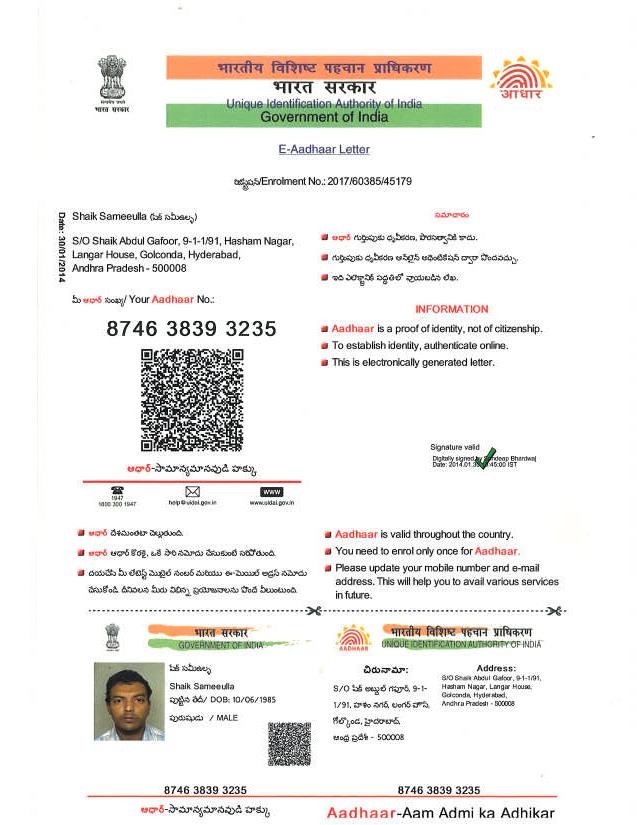 भारतीय विशिष्ट पहचान प्राधिकरण
भारत सरकार
Unique Identification Authority of India
Government of India
भारत सरकार
आधार
E-Aadhaar Letter
/Enrolment No.: 2017/60385/45179
Date: 30/01/2014
Shaik Sameeulla (షేక్ సమీఉల్లా)
S/O Shaik Abdul Gafoor, 9-1-1/91, Hasham Nagar,
Langar House, Golconda, Hyderabad,
Andhra Pradesh - 500008
మీ ఆధార్ సంఖ్య/ Your Aadhaar No.:
8746 3839 3235
ఆధార్-సామాన్యమానవుడి హక్కు
1947
1800 300 1947
help@uidai.gov.in
www
www.uidai.gov.in
సమాచారం
ఆధార్ గుర్తింపుకు ధృవీకరణ, పౌరసత్వానికి కాదు.
గుర్తింపుకు ధృవీకరణ ఆన్‌లైన్ అథెంటికేషన్ ద్వారా పొందవచ్చు.
ఇది ఎలెక్ట్రానిక్ పద్ధతిలో వ్రాయబడిన లేఖ.
INFORMATION
Aadhaar is a proof of identity, not of citizenship.
To establish identity, authenticate online.
This is electronically generated letter.
Signature valid
Digitally signed by Sandeep Bhardwaj
Date: 2014.01.30 :45:00 IST
ఆధార్ దేశమంతటా చెల్లుతుంది.
ఆధార్ ఆధార్ కొరకై, ఒకే సారి నమోదు చేసుకుంటే సరిపోతుంది.
దయచేసి మీ లేటెస్ట్ మొబైల్ నంబర్ మరియు ఈ-మెయిల్ అడ్రస్ నమోదు
చేసుకోండి దీనివలన మీరు విభిన్న ప్రయోజనాలను పొందే వీలుంటుంది.
Aadhaar is valid throughout the country.
You need to enrol only once for Aadhaar.
Please update your mobile number and e-mail
address. This will help you to avail various services
in future.
भारत सरकार
GOVERNMENT OF INDIA
షేక్ సమీఉల్లా
Shaik Sameeulla
పుట్టిన తేదీ/ DOB: 10/06/1985
పురుషుడు / MALE
8746 3839 3235
ఆధార్-సామాన్యమానవుడి హక్కు
AADHAAR
भारतीय विशिष्ट पहचान प्राधिकरण
UNIQUE IDENTIFICATION AUTHORITY OF INDIA
చిరునామా:
S/O షేక్ అబ్దుల్ గఫూర్, 9-1-
1/91, హాశం నగర్, లంగర్ హౌస్,
గోల్కొండ, హైదరాబాద్,
ఆంధ్ర ప్రదేశ్ - 500008
Address:
S/O Shaik Abdul Gafoor, 9-1-1/91,
Hasham Nagar, Langar House,
Golconda, Hyderabad,
Andhra Pradesh - 500008
8746 3839 3235
Aadhaar-Aam Admi ka Adhikar